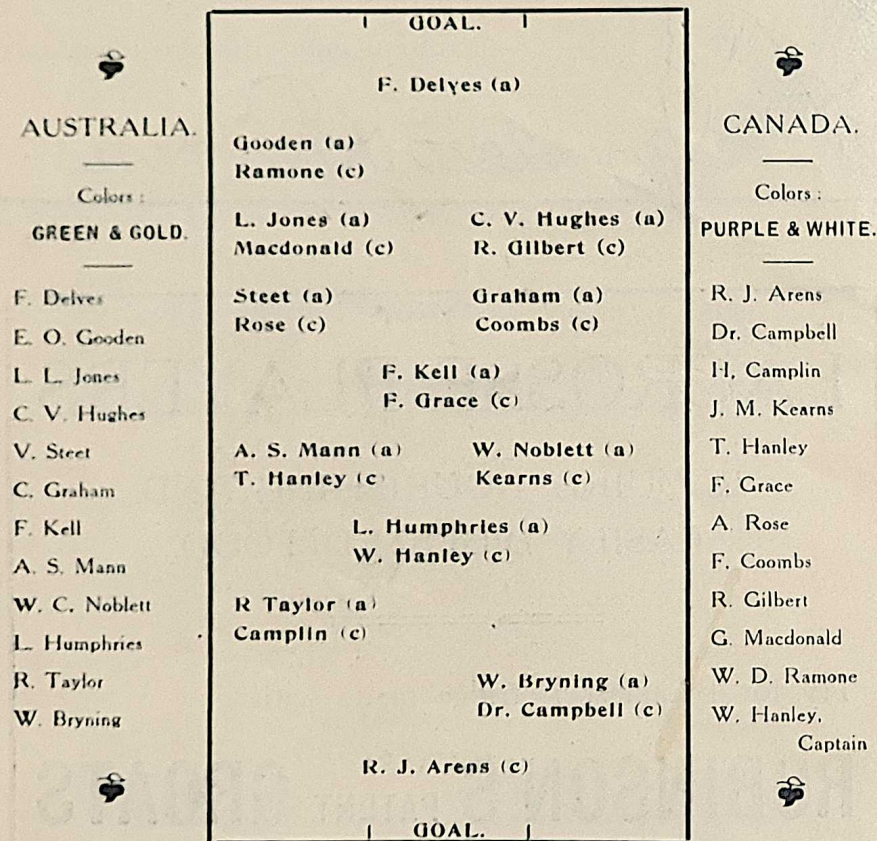 AUSTRALIA.
Colors :
GREEN & GOLD.
F. Delves
E. O. Gooden
L. L. Jones
C. V. Hughes
V. Steet
C. Graham
F. Kell
A. S. Mann
W. C. Noblett
L. Humphries
R. Taylor
W. Bryning
GOAL.
F. Delves (a)
Gooden (a)
Ramone (c)
L. Jones (a) C. V. Hughes (a)
Macdonald (c) R. Gilbert (c)
Steet (a) Graham (a)
Rose (c) Coombs (c)
F. Kell (a)
F. Grace (c)
A. S. Mann (a) W. Noblett (a)
T. Hanley (c Kearns (c)
L. Humphries (a)
W. Hanley (c)
R Taylor (a)
Camplin (c)
W. Bryning (a)
Dr. Campbell (c)
R. J. Arens (c)
GOAL.
CANADA.
Colors :
PURPLE & WHITE.
R. J. Arens
Dr. Campbell
H, Camplin
J. M. Kearns
T. Hanley
F. Grace
A. Rose
F. Coombs
R. Gilbert
G. Macdonald
W. D. Ramone
W. Hanley,
Captain